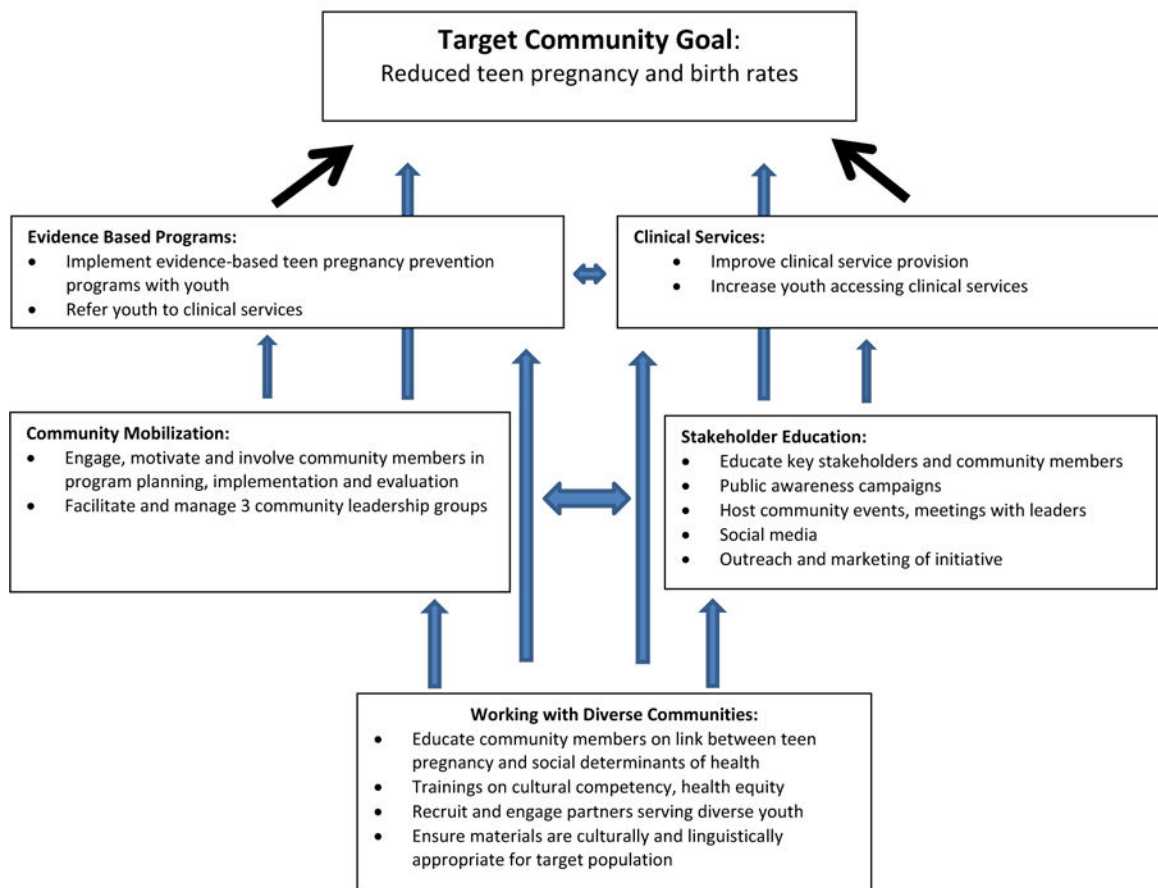 Target Community Goal:
Reduced teen pregnancy and birth rates
Evidence Based Programs:
• Implement evidence-based teen pregnancy prevention
programs with youth
• Refer youth to clinical services
Clinical Services:
• Improve clinical service provision
• Increase youth accessing clinical services
Community Mobilization:
• Engage, motivate and involve community members in
program planning, implementation and evaluation
• Facilitate and manage 3 community leadership groups
Stakeholder Education:
• Educate key stakeholders and community members
• Public awareness campaigns
• Host community events, meetings with leaders
• Social media
• Outreach and marketing of initiative
Working with Diverse Communities:
• Educate community members on link between teen
pregnancy and social determinants of health
• Trainings on cultural competency, health equity
• Recruit and engage partners serving diverse youth
• Ensure materials are culturally and linguistically
appropriate for target population